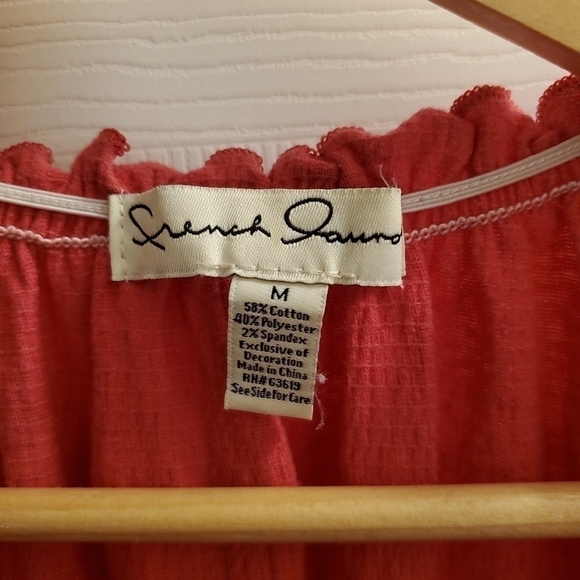 French Laundry
M
58% Cotton
40% Polyester
2% Spandex
Exclusive of
Decoration
Made in China
RN# 63619
See Side For Care